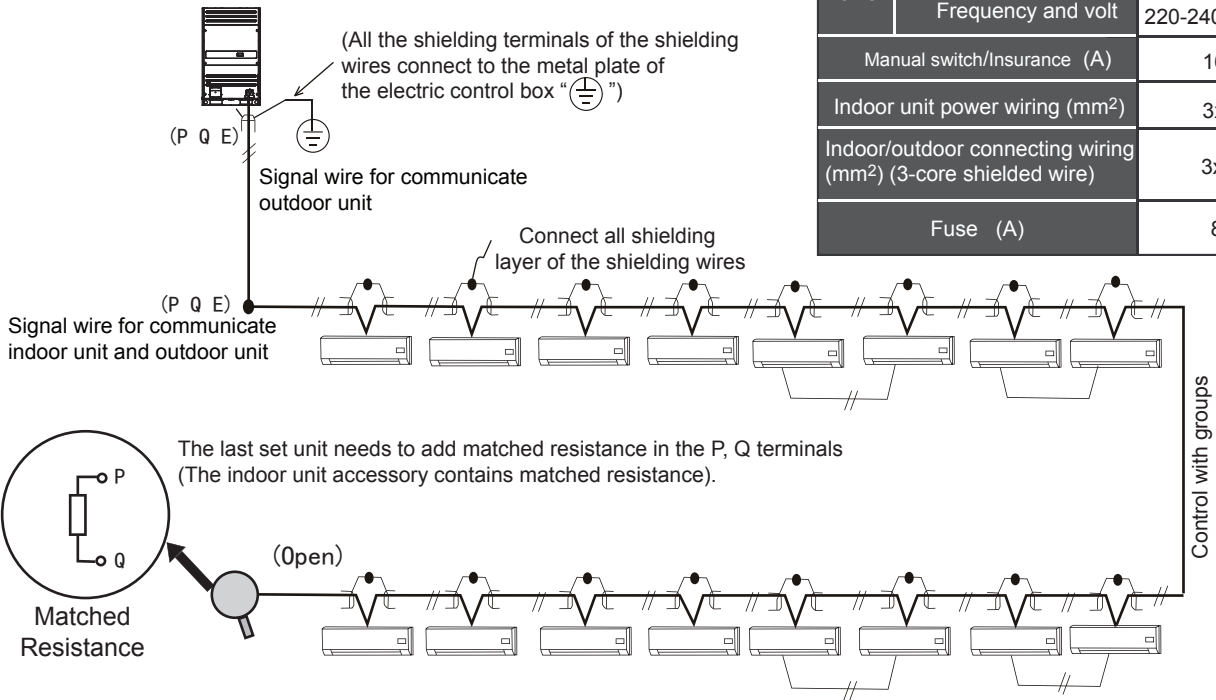 (All the shielding terminals of the shielding
wires connect to the metal plate of
the electric control box “ ”)
(P Q E)
Signal wire for communicate
outdoor unit
Frequency and volt
220-240
Manual switch/Insurance (A)
Indoor unit power wiring (mm²)
Indoor/outdoor connecting wiring
(mm²) (3-core shielded wire)
Fuse (A)
Connect all shielding
layer of the shielding wires
(P Q E)
Signal wire for communicate
indoor unit and outdoor unit
Control with groups
The last set unit needs to add matched resistance in the P, Q terminals
(The indoor unit accessory contains matched resistance).
P
Q
(Open)
Matched
Resistance